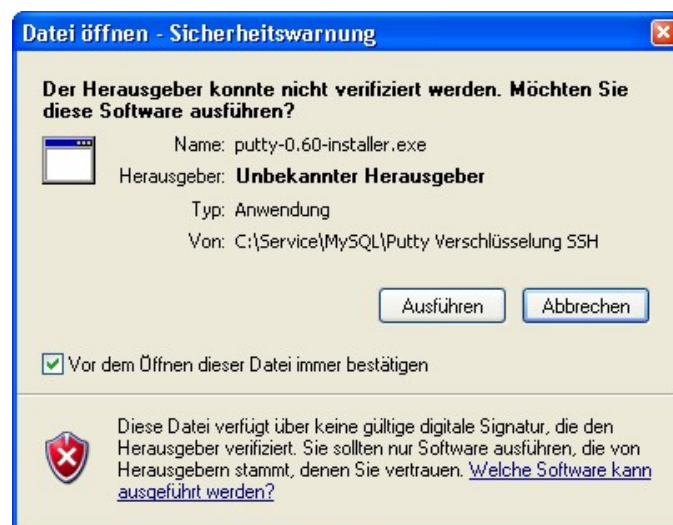 Datei öffnen - Sicherheitswarnung
Der Herausgeber konnte nicht verifiziert werden. Möchten Sie
diese Software ausführen?
Name: putty-0.60-installer.exe
Herausgeber: Unbekannter Herausgeber
Typ: Anwendung
Von: C:\Service\MySQL\Putty Verschlüsselung SSH
Ausführen Abbrechen
Vor dem Öffnen dieser Datei immer bestätigen
Diese Datei verfügt über keine gültige digitale Signatur, die den
Herausgeber verifiziert. Sie sollten nur Software ausführen, die von
Herausgebern stammt, denen Sie vertrauen. Welche Software kann
ausgeführt werden?